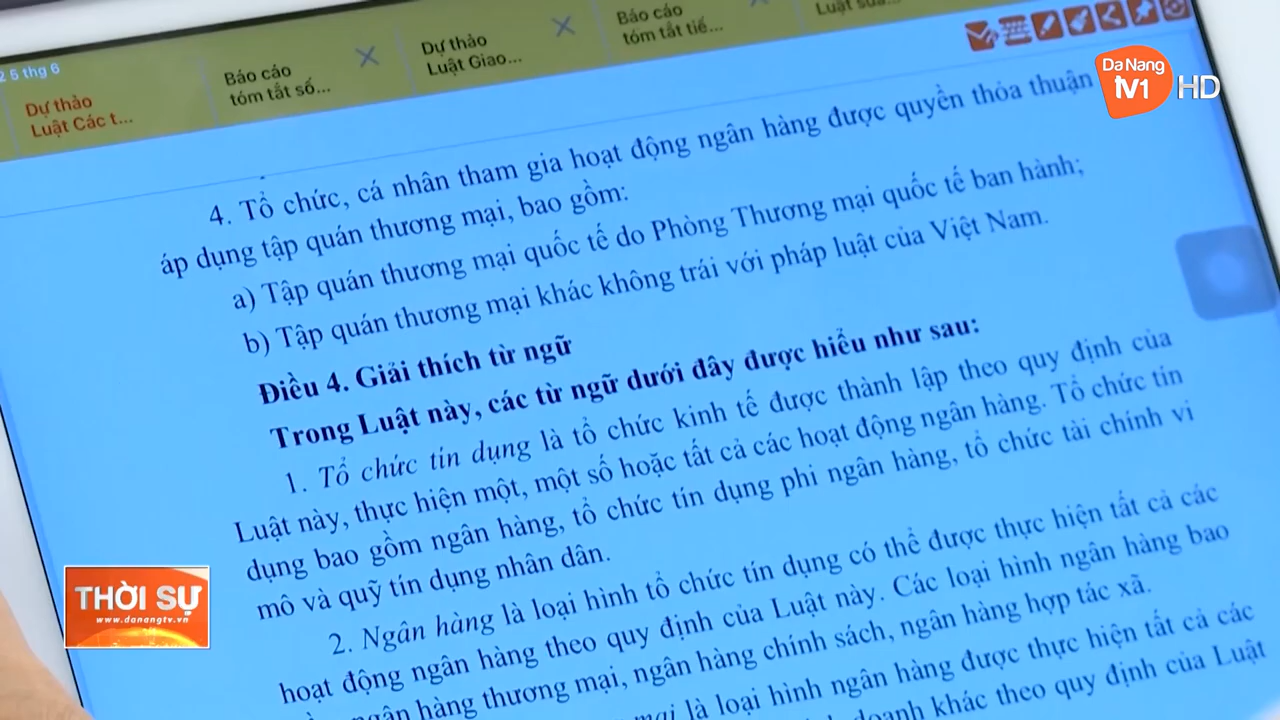 2 5 thg 6
Dự thảo
Luật Các t...
Báo cáo
tóm tắt số...
Dự thảo
Luật Giao...
Báo cáo
tóm tắt tiế...
Luật sửa...
Da Nang
tv1 HD
4. Tổ chức, cá nhân tham gia hoạt động ngân hàng được quyền thỏa thuận
áp dụng tập quán thương mại, bao gồm:
a) Tập quán thương mại quốc tế do Phòng Thương mại quốc tế ban hành;
b) Tập quán thương mại khác không trái với pháp luật của Việt Nam.
Điều 4. Giải thích từ ngữ
Trong Luật này, các từ ngữ dưới đây được hiểu như sau:
1. Tổ chức tín dụng là tổ chức kinh tế được thành lập theo quy định của
Luật này, thực hiện một, một số hoặc tất cả các hoạt động ngân hàng. Tổ chức tín
dụng bao gồm ngân hàng, tổ chức tín dụng phi ngân hàng, tổ chức tài chính vi
mô và quỹ tín dụng nhân dân.
2. Ngân hàng là loại hình tổ chức tín dụng có thể được thực hiện tất cả các
hoạt động ngân hàng theo quy định của Luật này. Các loại hình ngân hàng bao
ngân hàng thương mại, ngân hàng chính sách, ngân hàng hợp tác xã.
mại là loại hình ngân hàng được thực hiện tất cả các
doanh khác theo quy định của Luật
THỜI SỰ
www.danangtv.vn